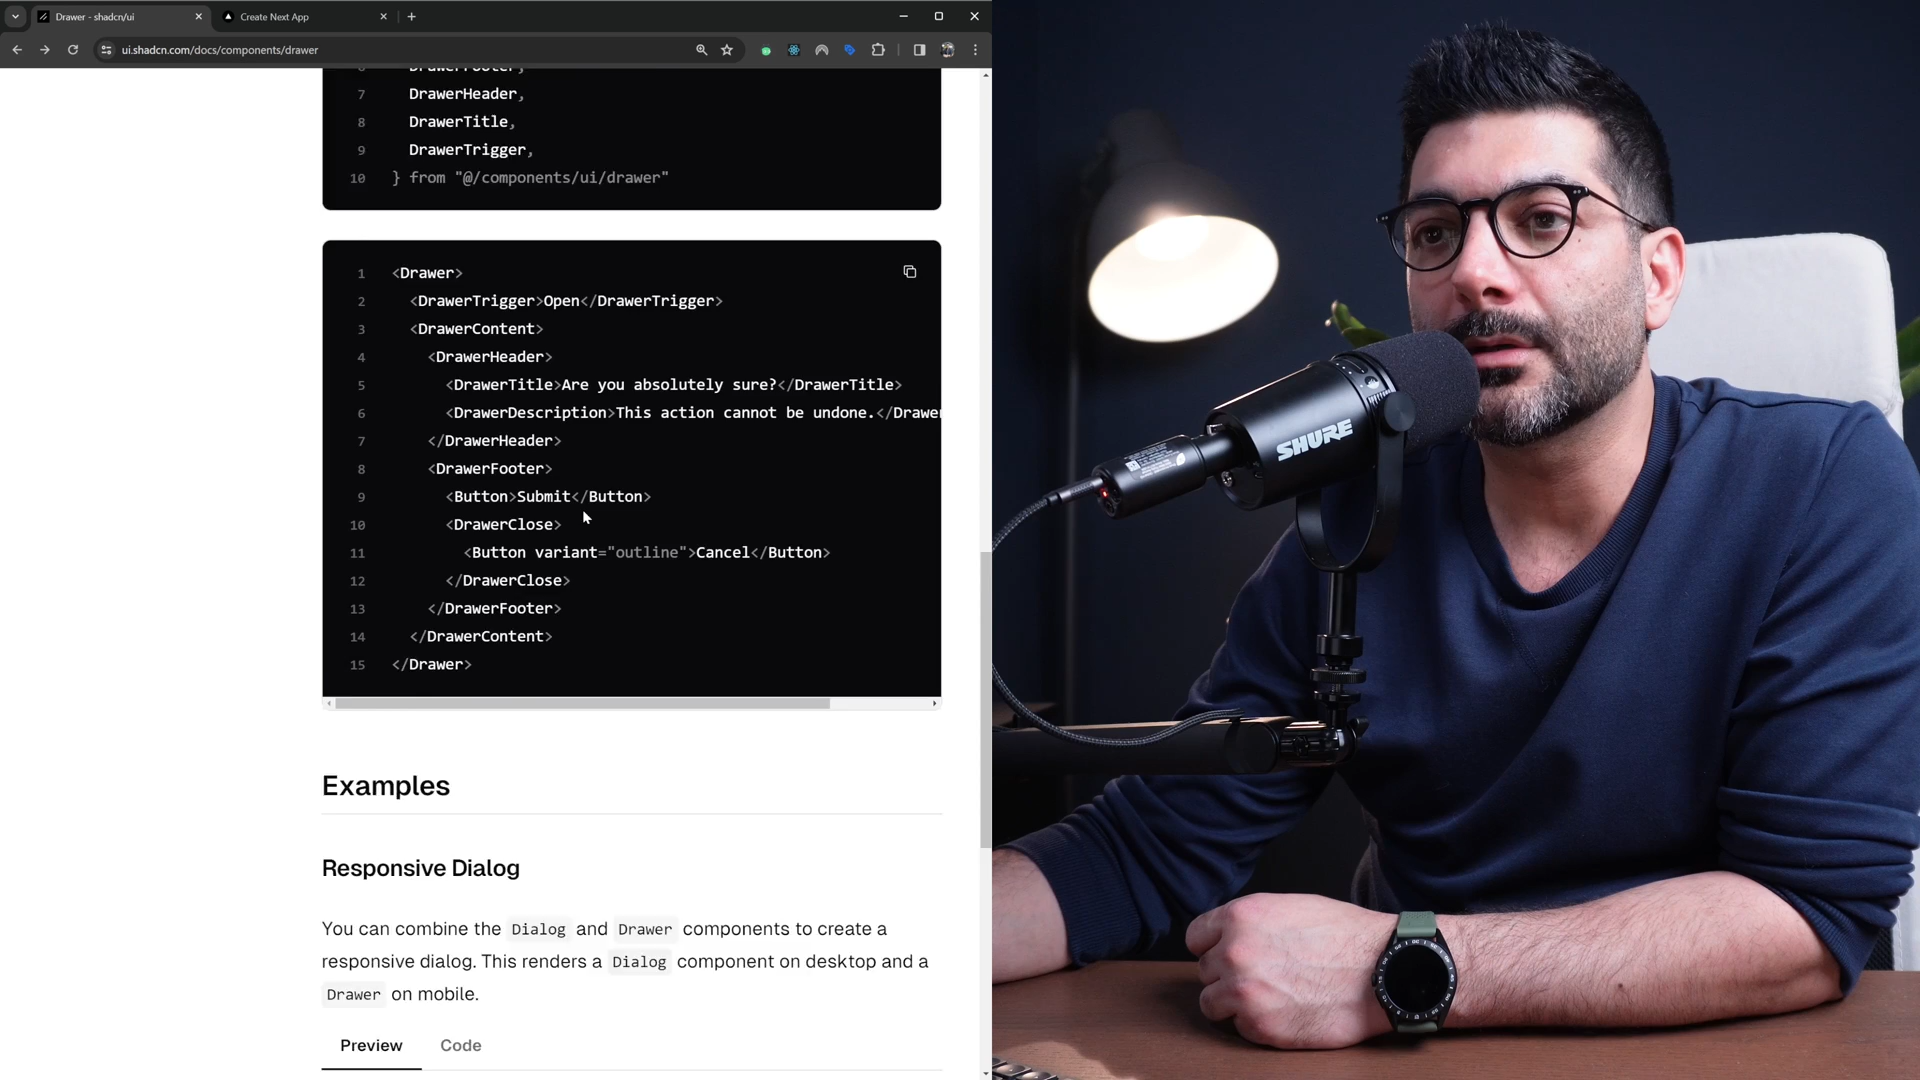 Drawer - shadcn/ui
Create Next App
ui.shadcn.com/docs/components/drawer
6 DrawerFooter,
7 DrawerHeader,
8 DrawerTitle,
9 DrawerTrigger,
10 } from "@/components/ui/drawer"
1 <Drawer>
2 <DrawerTrigger>Open</DrawerTrigger>
3 <DrawerContent>
4 <DrawerHeader>
5 <DrawerTitle>Are you absolutely sure?</DrawerTitle>
6 <DrawerDescription>This action cannot be undone.</Drawer
7 </DrawerHeader>
8 <DrawerFooter>
9 <Button>Submit</Button>
10 <DrawerClose>
11 <Button variant="outline">Cancel</Button>
12 </DrawerClose>
13 </DrawerFooter>
14 </DrawerContent>
15 </Drawer>
Examples
Responsive Dialog
You can combine the Dialog and Drawer components to create a
responsive dialog. This renders a Dialog component on desktop and a
Drawer on mobile.
Preview Code
SHURE